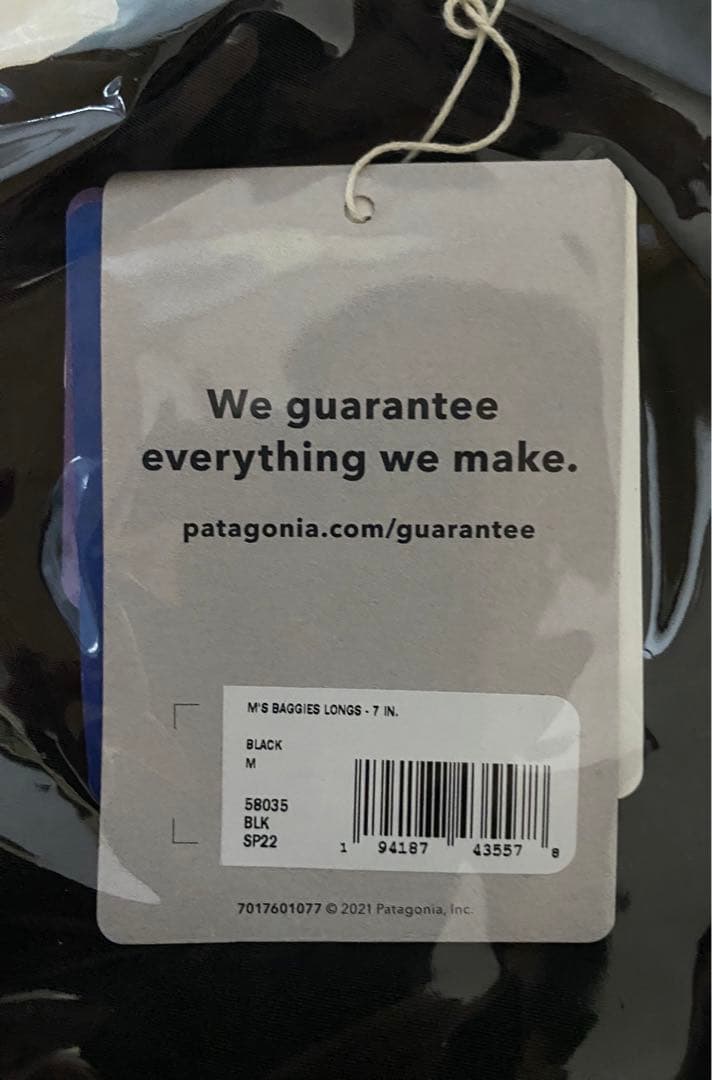 We guarantee
everything we make.
patagonia.com/guarantee
M'S BAGGIES LONGS - 7 IN.
BLACK
M
58035
BLK
SP22
1 94187 43557 8
7017601077 © 2021 Patagonia, Inc.